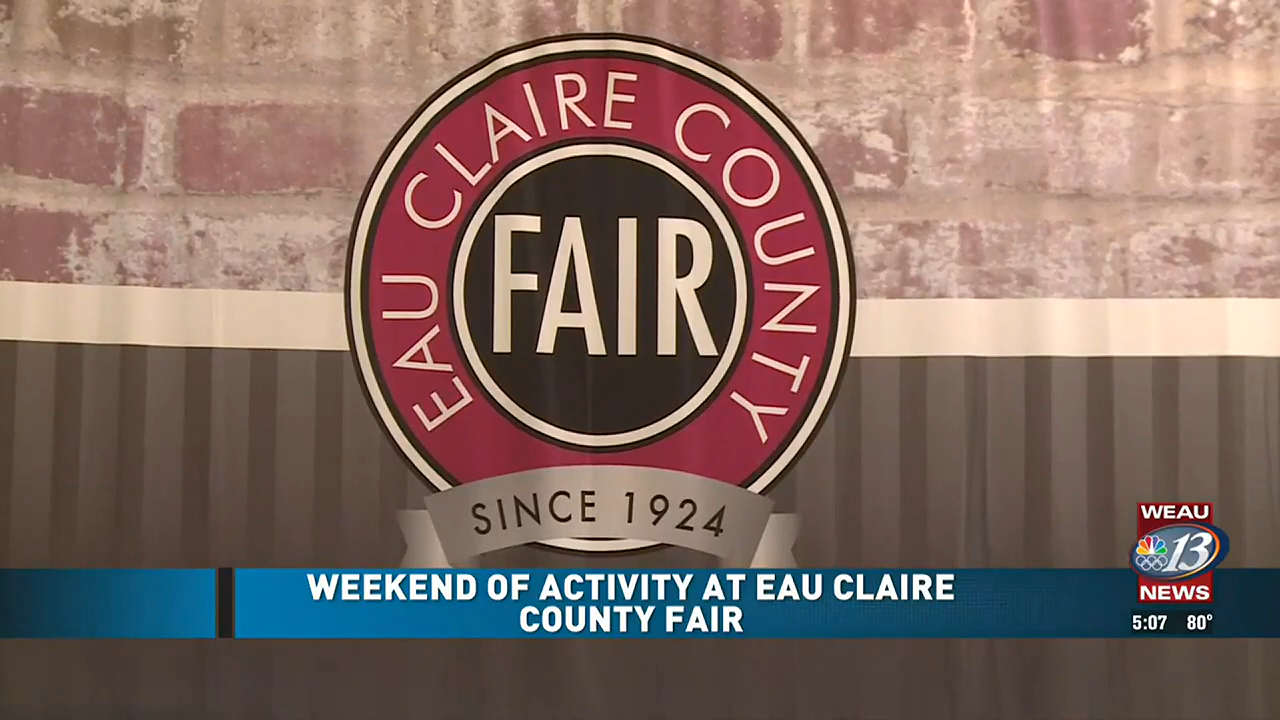 EAU CLAIRE COUNTY
FAIR
SINCE 1924
WEEKEND OF ACTIVITY AT EAU CLAIRE
COUNTY FAIR
WEAU
13
NEWS
5:07 80°